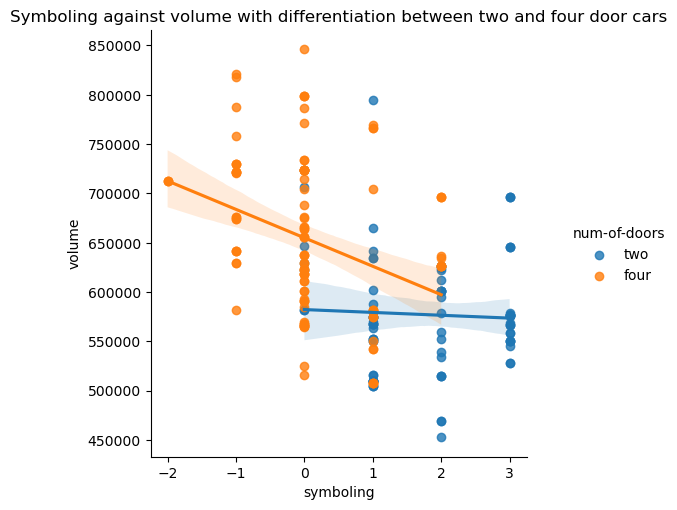 Symboling against volume with differentiation between two and four door cars
850000
800000
750000
700000
650000
600000
550000
500000
450000
volume
−2
−1
0
1
2
3
symboling
num-of-doors
two
four